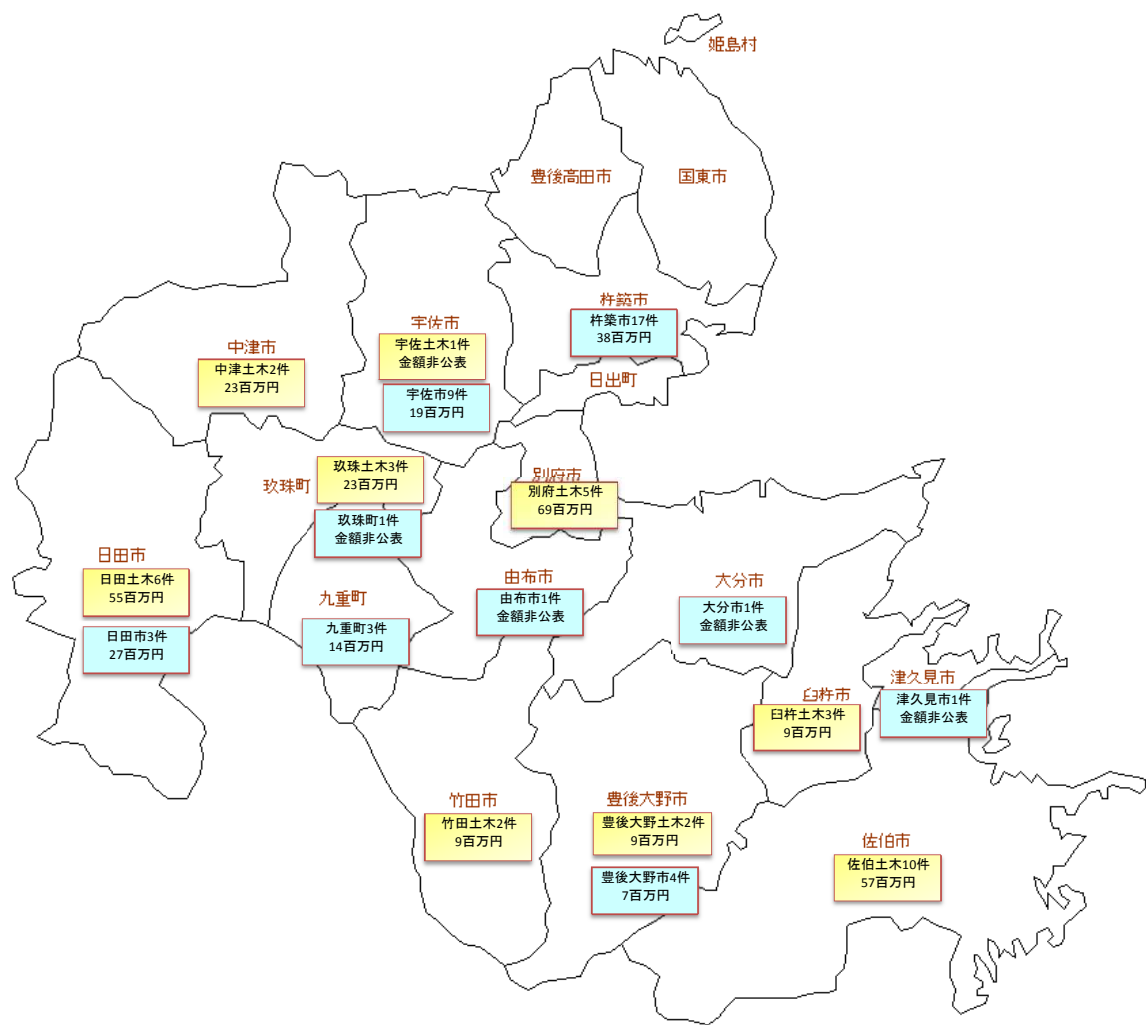 姫島村
豊後高田市
国東市
杵築市
杵築市17件
38百万円
宇佐市
宇佐土木1件
金額非公表
宇佐市9件
19百万円
中津市
中津土木2件
23百万円
日出町
玖珠町
玖珠土木3件
23百万円
玖珠町1件
金額非公表
別府市
別府土木5件
69百万円
日田市
日田土木6件
55百万円
日田市3件
27百万円
九重町
九重町3件
14百万円
由布市
由布市1件
金額非公表
大分市
大分市1件
金額非公表
津久見市
津久見市1件
金額非公表
臼杵市
臼杵土木3件
9百万円
竹田市
竹田土木2件
9百万円
豊後大野市
豊後大野土木2件
9百万円
豊後大野市4件
7百万円
佐伯市
佐伯土木10件
57百万円